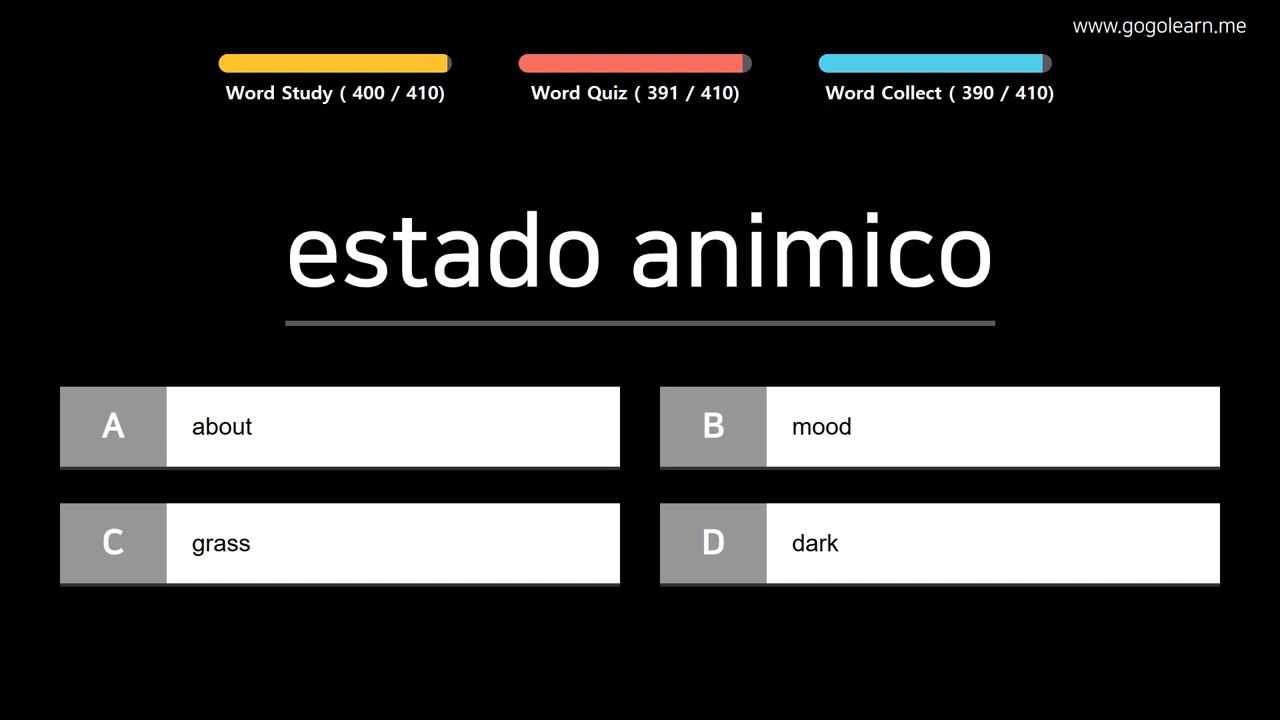 www.gogolearn.me
Word Study ( 400 / 410)
Word Quiz ( 391 / 410)
Word Collect ( 390 / 410)
estado animico
A about
B mood
C grass
D dark